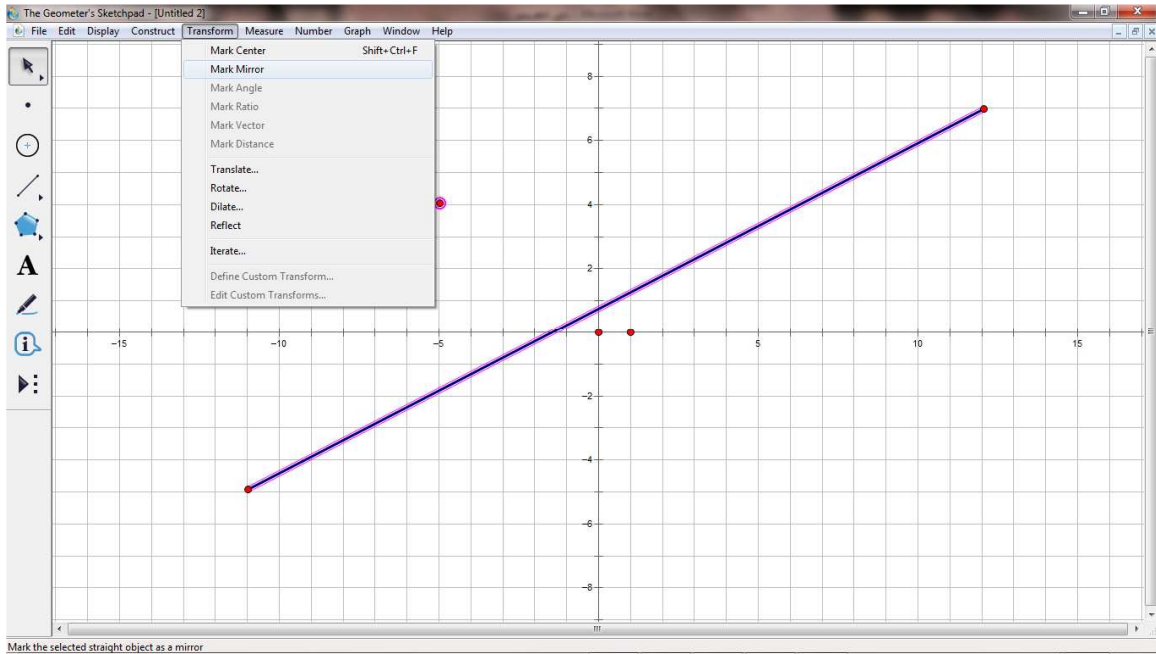 The Geometer's Sketchpad - [Untitled 2]
File Edit Display Construct Transform Measure Number Graph Window Help
Mark Center Shift+Ctrl+F
Mark Mirror
Mark Angle
Mark Ratio
Mark Vector
Mark Distance
Translate...
Rotate...
Dilate...
Reflect
Iterate...
Define Custom Transform...
Edit Custom Transforms...
A
8
6
4
2
-15 -10 -5 5 10 15
-2
-4
-6
-8
Mark the selected straight object as a mirror